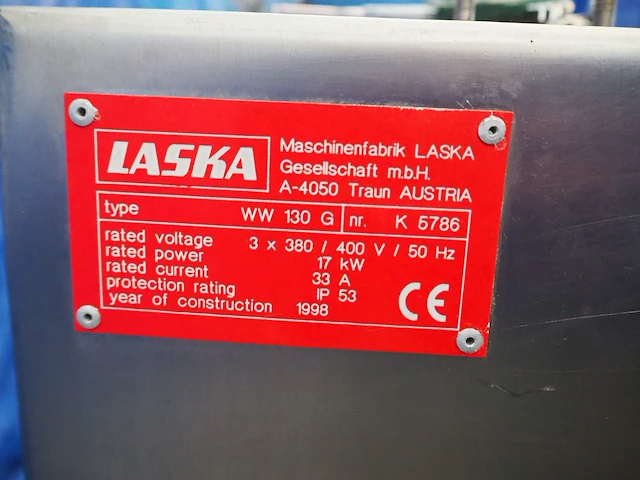 LASKA
Maschinenfabrik LASKA
Gesellschaft m.b.H.
A-4050 Traun AUSTRIA
type WW 130 G nr. K 5786
rated voltage 3 x 380 / 400 V / 50 Hz
rated power 17 kW
rated current 33 A
protection rating IP 53
year of construction 1998
CE